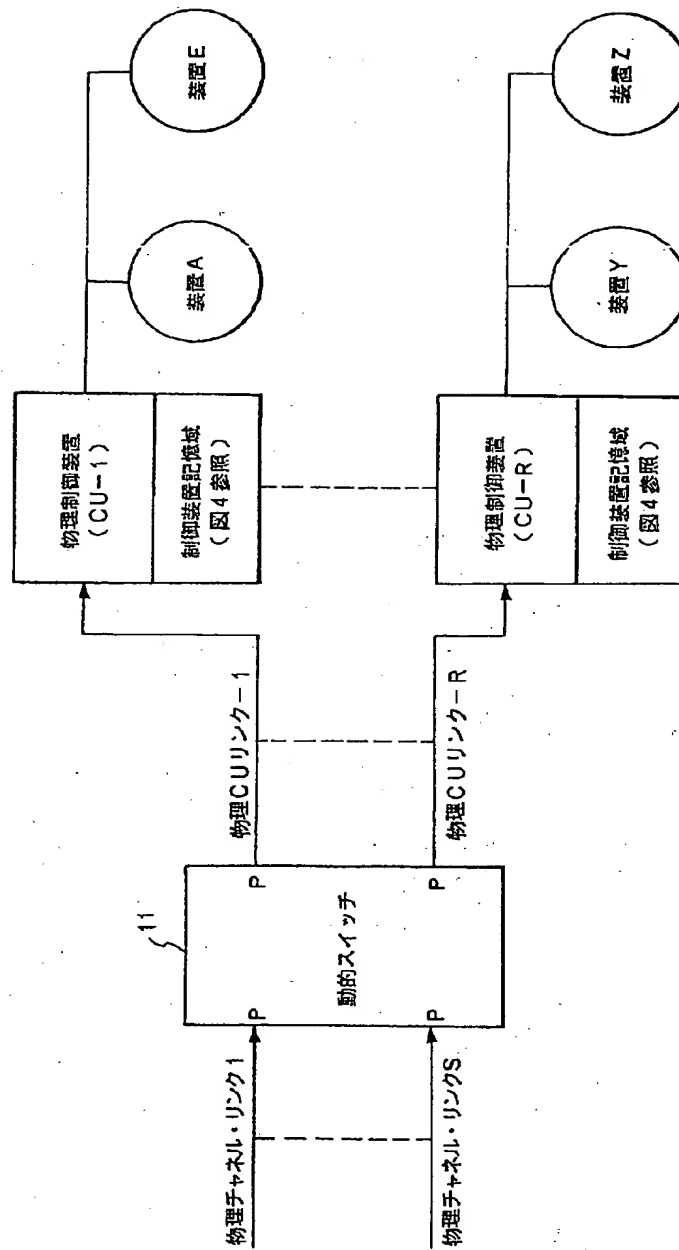 物理チャネル・リンク1
物理チャネル・リンクS
11
P
P
動的スイッチ
P
P
物理CUリンク-1
物理CUリンク-R
物理制御装置
(CU-1)
制御装置記憶域
(図4参照)
装置A
装置E
物理制御装置
(CU-R)
制御装置記憶域
(図4参照)
装置Y
装置Z